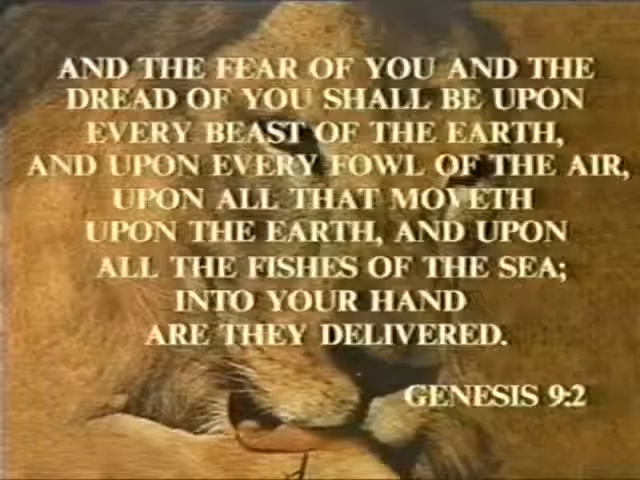 AND THE FEAR OF YOU AND THE
DREAD OF YOU SHALL BE UPON
EVERY BEAST OF THE EARTH,
AND UPON EVERY FOWL OF THE AIR,
UPON ALL THAT MOVETH
UPON THE EARTH, AND UPON
ALL THE FISHES OF THE SEA;
INTO YOUR HAND
ARE THEY DELIVERED.
GENESIS 9:2